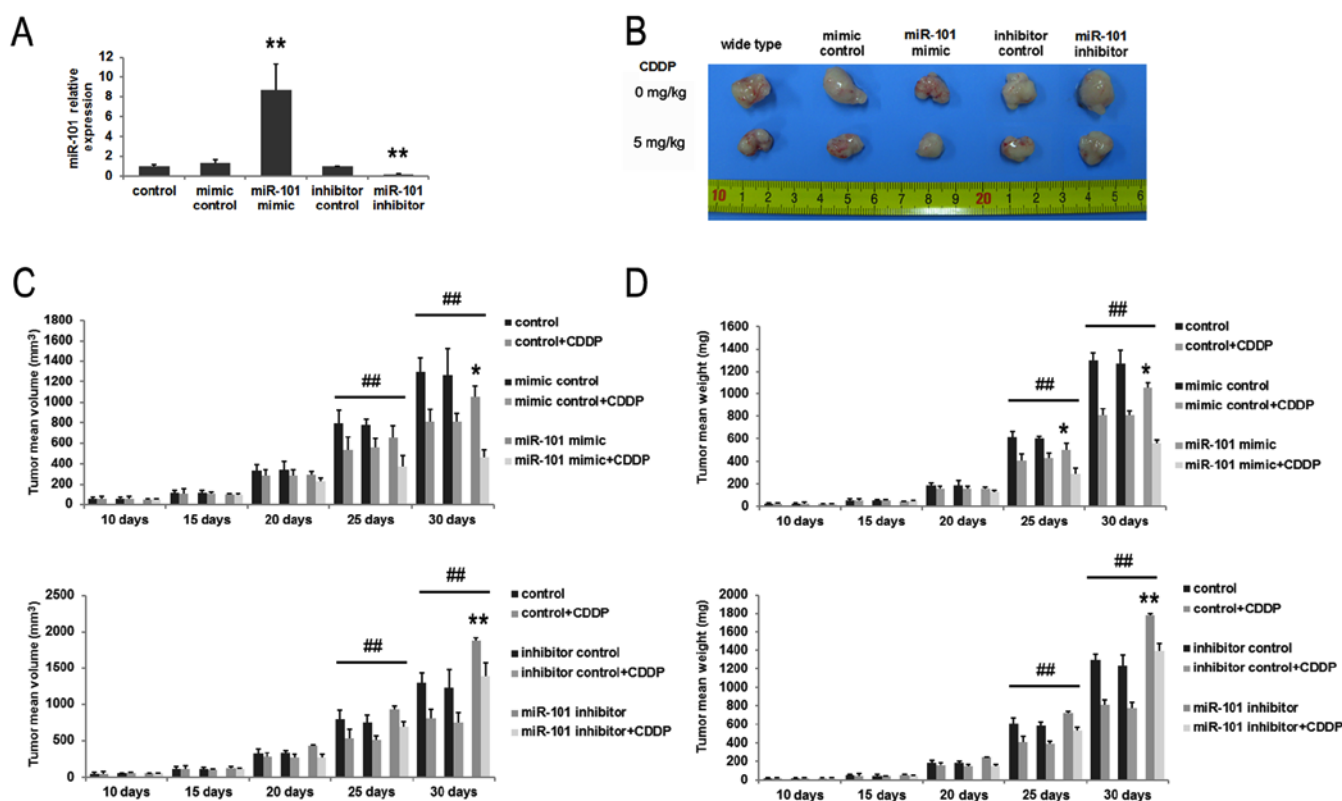 A
**
**
12
10
8
6
4
2
0
miR-101 relative
expression
control
mimic
control
miR-101
mimic
inhibitor
control
miR-101
inhibitor
B
wide type
mimic
control
miR-101
mimic
inhibitor
control
miR-101
inhibitor
CDDP
0 mg/kg
5 mg/kg
10 1 2 3 4 5 6 7 8 9 20 1 2 3 4 5 6
C
##
##
*
1800
1600
1400
1200
1000
800
600
400
200
0
Tumor mean volume (mm³)
10 days
15 days
20 days
25 days
30 days
control
control+CDDP
mimic control
mimic control+CDDP
miR-101 mimic
miR-101 mimic+CDDP
##
##
**
2500
2000
1500
1000
500
0
Tumor mean volume (mm³)
10 days
15 days
20 days
25 days
30 days
control
control+CDDP
inhibitor control
inhibitor control+CDDP
miR-101 inhibitor
miR-101 inhibitor+CDDP
D
##
##
*
*
1600
1400
1200
1000
800
600
400
200
0
Tumor mean weight (mg)
10 days
15 days
20 days
25 days
30 days
control
control+CDDP
mimic control
mimic control+CDDP
miR-101 mimic
miR-101 mimic+CDDP
##
##
**
2000
1800
1600
1400
1200
1000
800
600
400
200
0
Tumor mean weight (mg)
10 days
15 days
20 days
25 days
30 days
control
control+CDDP
inhibitor control
inhibitor control+CDDP
miR-101 inhibitor
miR-101 inhibitor+CDDP